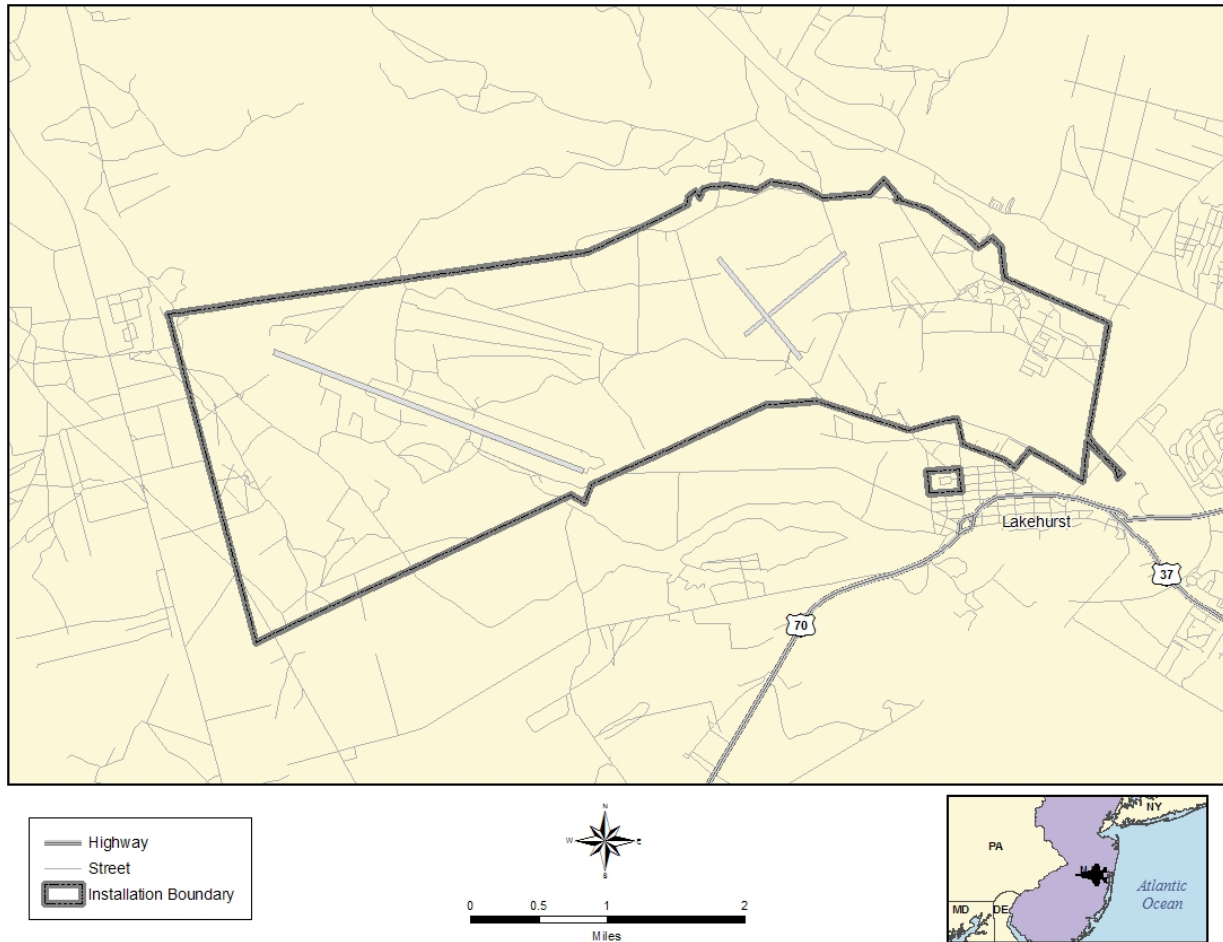 Lakehurst
37
70
Highway
Street
Installation Boundary
N
W
E
S
0 0.5 1 2
Miles
NY
PA
MD
DE
Atlantic
Ocean